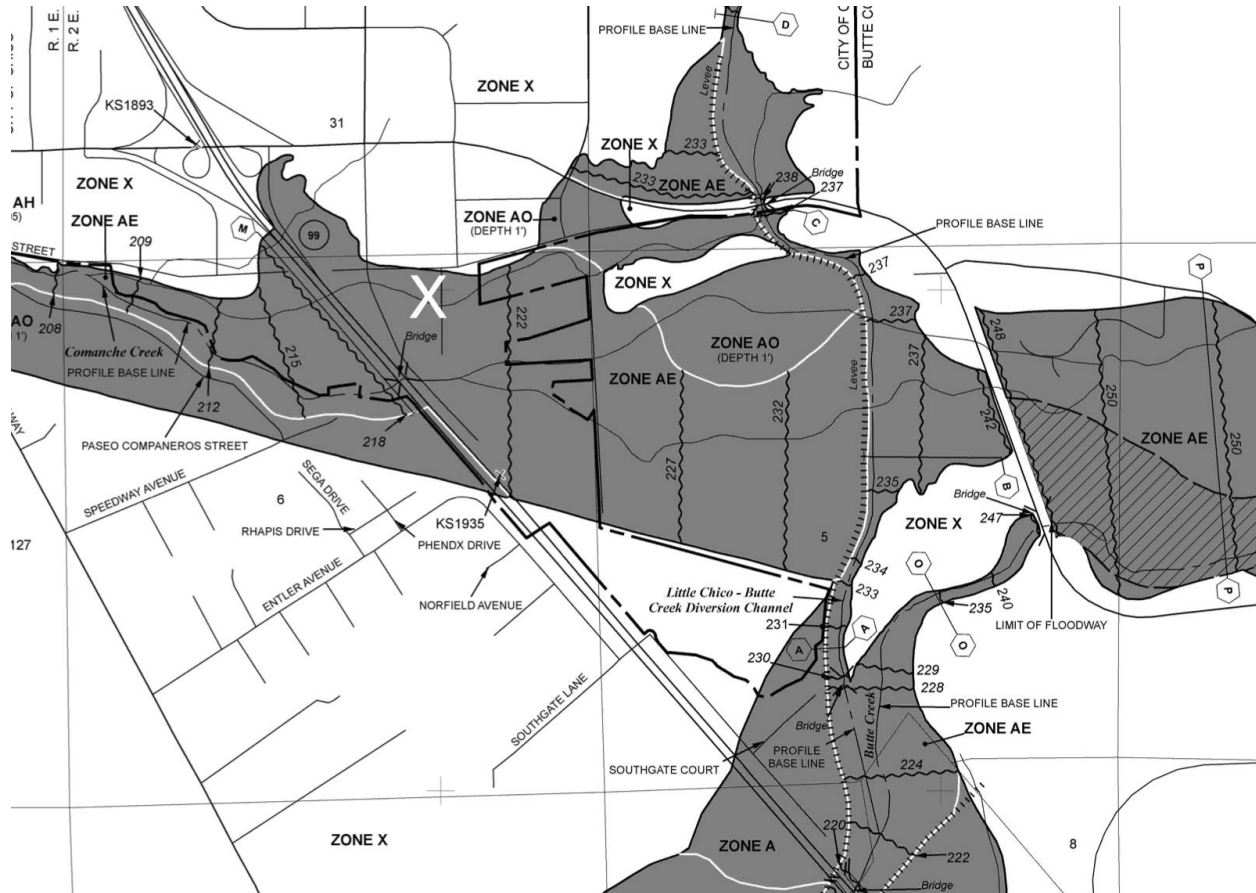 R. 1 E.
R. 2 E.
PROFILE BASE LINE
D
CITY OF C
BUTTE CO
Levee
ZONE X
KS1893
31
ZONE X
233
233
ZONE AE
238
Bridge
237
ZONE X
AH
ZONE AE
209
STREET
M
99
ZONE AO
(DEPTH 1')
C
PROFILE BASE LINE
237
P
X
ZONE X
222
AO
1')
208
Comanche Creek
PROFILE BASE LINE
215
Bridge
237
237
248
ZONE AO
(DEPTH 1')
ZONE AE
Levee
212
218
PASEO COMPANEROS STREET
227
232
242
250
250
ZONE AE
WAY
SPEEDWAY AVENUE
SEGA DRIVE
6
RHAPIS DRIVE
KS1935
PHENDX DRIVE
235
B
Bridge
247
ZONE X
127
5
ENTLER AVENUE
NORFIELD AVENUE
234
233
Little Chico - Butte
Creek Diversion Channel
O
240
235
P
LIMIT OF FLOODWAY
231
A
A
O
230
229
228
SOUTHGATE LANE
Bridge
PROFILE BASE LINE
Butte Creek
PROFILE
BASE LINE
ZONE AE
SOUTHGATE COURT
224
ZONE X
ZONE A
220
222
8
Bridge